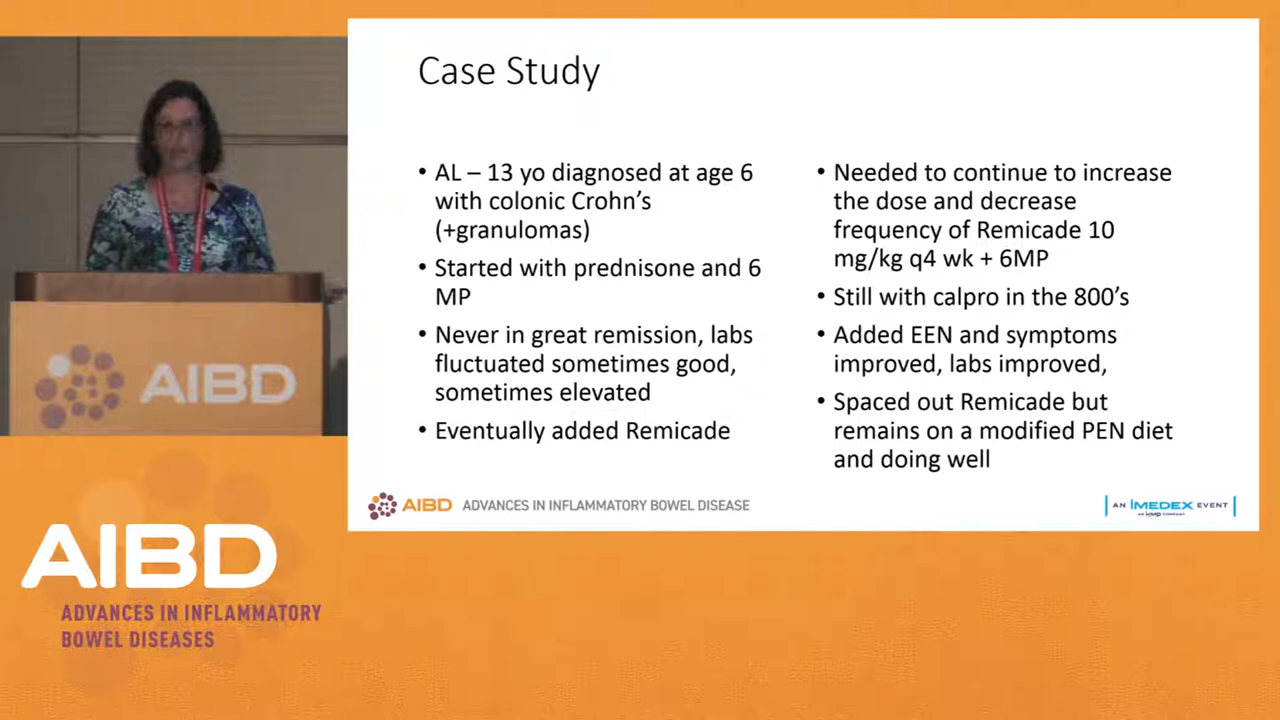 Case Study
• AL – 13 yo diagnosed at age 6
with colonic Crohn's
(+granulomas)
• Started with prednisone and 6
MP
• Never in great remission, labs
fluctuated sometimes good,
sometimes elevated
• Eventually added Remicade
• Needed to continue to increase
the dose and decrease
frequency of Remicade 10
mg/kg q4 wk + 6MP
• Still with calpro in the 800's
• Added EEN and symptoms
improved, labs improved,
• Spaced out Remicade but
remains on a modified PEN diet
and doing well
AIBD ADVANCES IN INFLAMMATORY BOWEL DISEASE
AN IMEDEX EVENT
AIBD
AIBD
ADVANCES IN INFLAMMATORY
BOWEL DISEASES